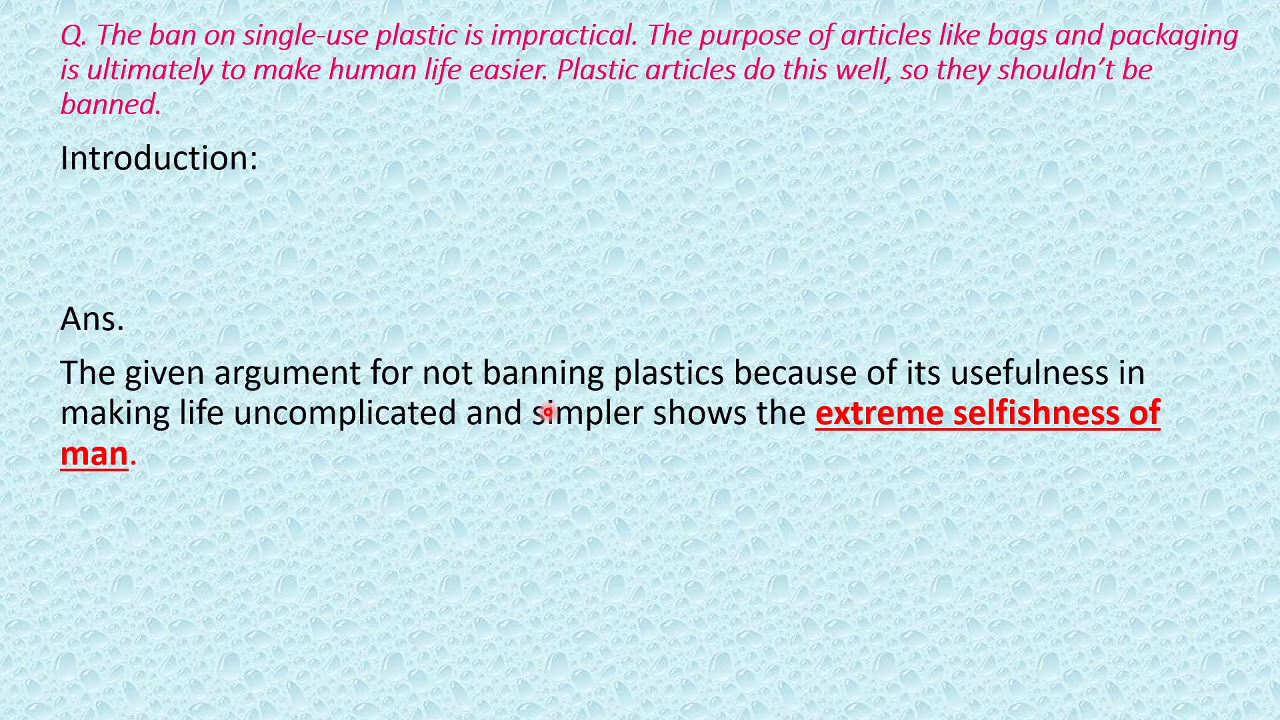 Q. The ban on single-use plastic is impractical. The purpose of articles like bags and packaging
is ultimately to make human life easier. Plastic articles do this well, so they shouldn’t be
banned.
Introduction:
Ans.
The given argument for not banning plastics because of its usefulness in
making life uncomplicated and simpler shows the extreme selfishness of
man.